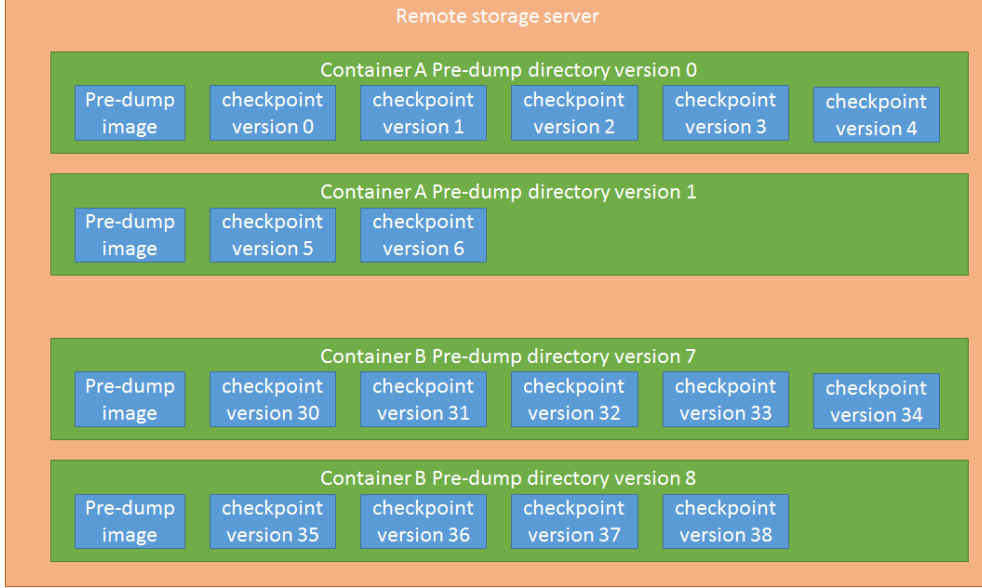 Remote storage server
Container A Pre-dump directory version 0
Pre-dump
image
checkpoint
version 0
checkpoint
version 1
checkpoint
version 2
checkpoint
version 3
checkpoint
version 4
Container A Pre-dump directory version 1
Pre-dump
image
checkpoint
version 5
checkpoint
version 6
Container B Pre-dump directory version 7
Pre-dump
image
checkpoint
version 30
checkpoint
version 31
checkpoint
version 32
checkpoint
version 33
checkpoint
version 34
Container B Pre-dump directory version 8
Pre-dump
image
checkpoint
version 35
checkpoint
version 36
checkpoint
version 37
checkpoint
version 38